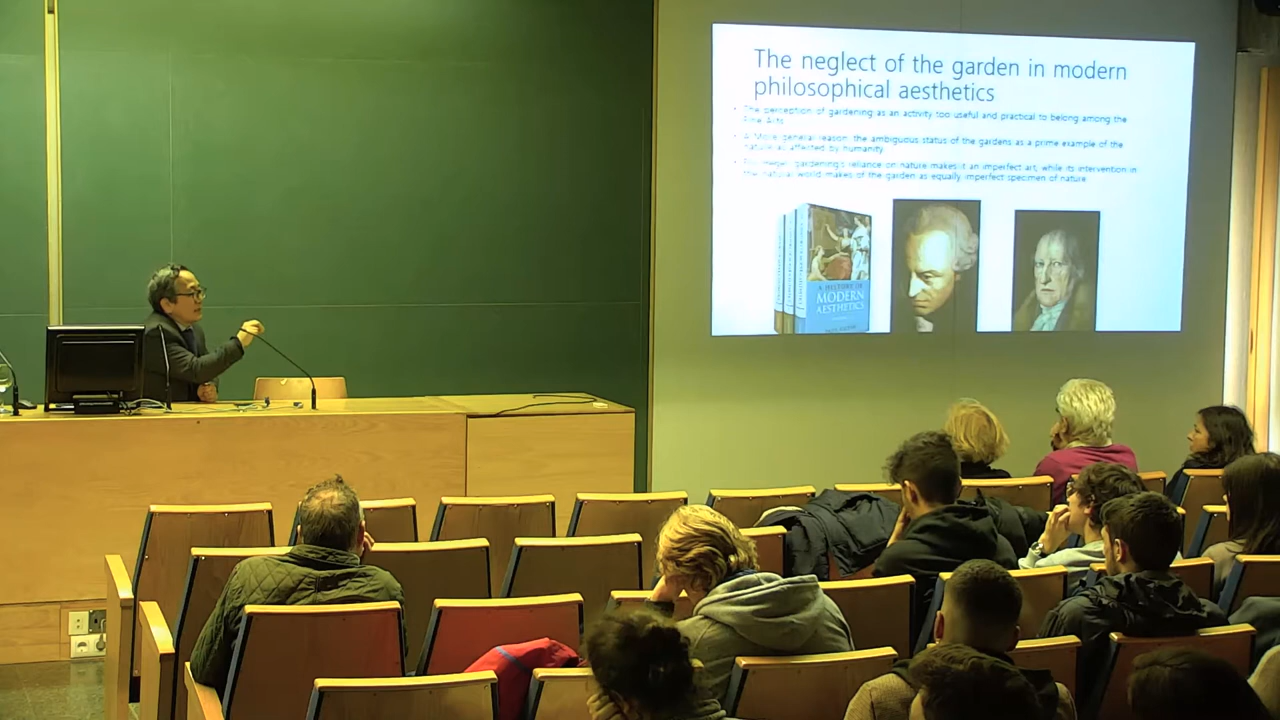 The neglect of the garden in modern
philosophical aesthetics
• The perception of gardening as an activity too useful and practical to belong among the
Fine Arts
• A More general reason: the ambiguous status of the gardens as a prime example of the
nature as affected by humanity
• For Hegel, gardening's reliance on nature makes it an imperfect art, while its intervention in
the natural world makes of the garden as equally imperfect specimen of nature.
A HISTORY OF
MODERN
AESTHETICS